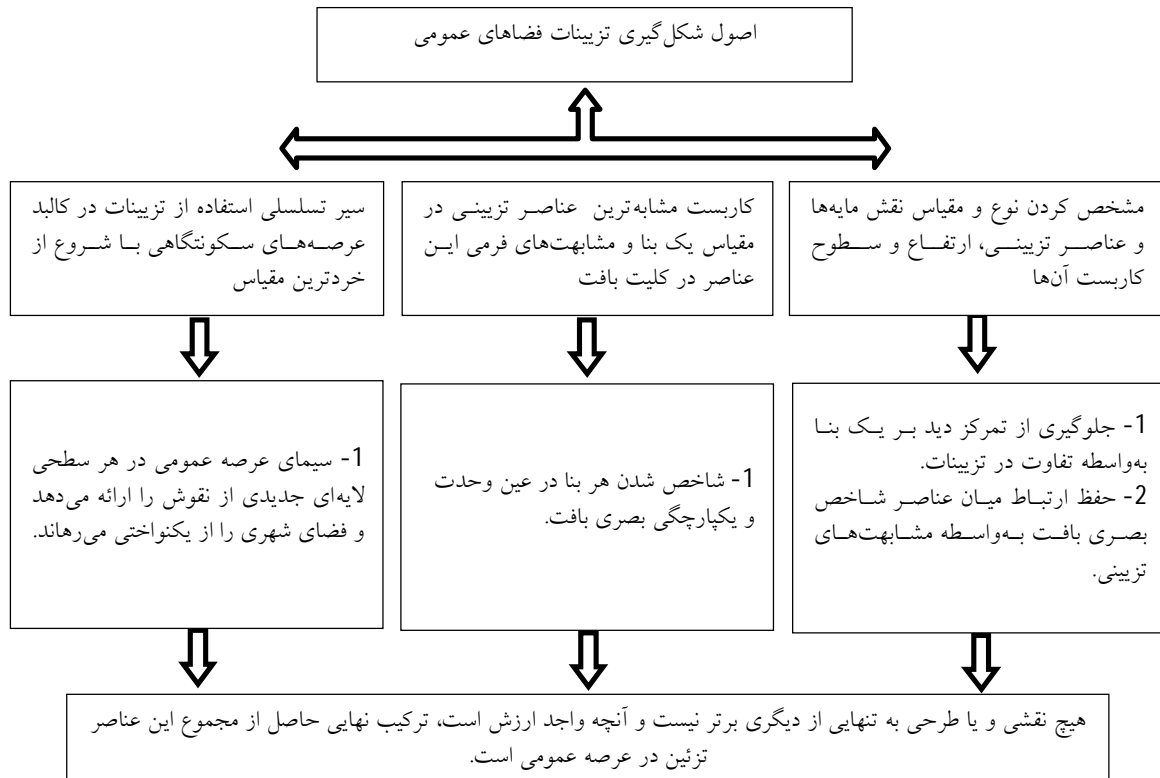 اصول شکل‌گیری تزیینات فضاهای عمومی
مشخص کردن نوع و مقیاس نقش مایه‌ها
و عناصر تزیینی، ارتفاع و سطوح
کاربست آن‌ها
کاربست مشابه‌ترین عناصر تزیینی در
مقیاس یک بنا و مشابهت‌های فرمی این
عناصر در کلیت بافت
سیر تسلسلی استفاده از تزیینات در کالبد
عرصه‌های سکونتگاهی با شروع از
خردترین مقیاس
1- جلوگیری از تمرکز دید بر یک بنا
به‌واسطه تفاوت در تزیینات.
2- حفظ ارتباط میان عناصر شاخص
بصری بافت به‌واسطه مشابهت‌های
تزیینی.
1- شاخص شدن هر بنا در عین وحدت
و یکپارچگی بصری بافت.
1- سیمای عرصه عمومی در هر سطحی
لایه‌ای جدیدی از نقوش را ارائه می‌دهد
و فضای شهری را از یکنواختی می‌رهاند.
هیچ نقشی و یا طرحی به تنهایی از دیگری برتر نیست و آنچه واجد ارزش است، ترکیب نهایی حاصل از مجموع این عناصر
تزئین در عرصه عمومی است.